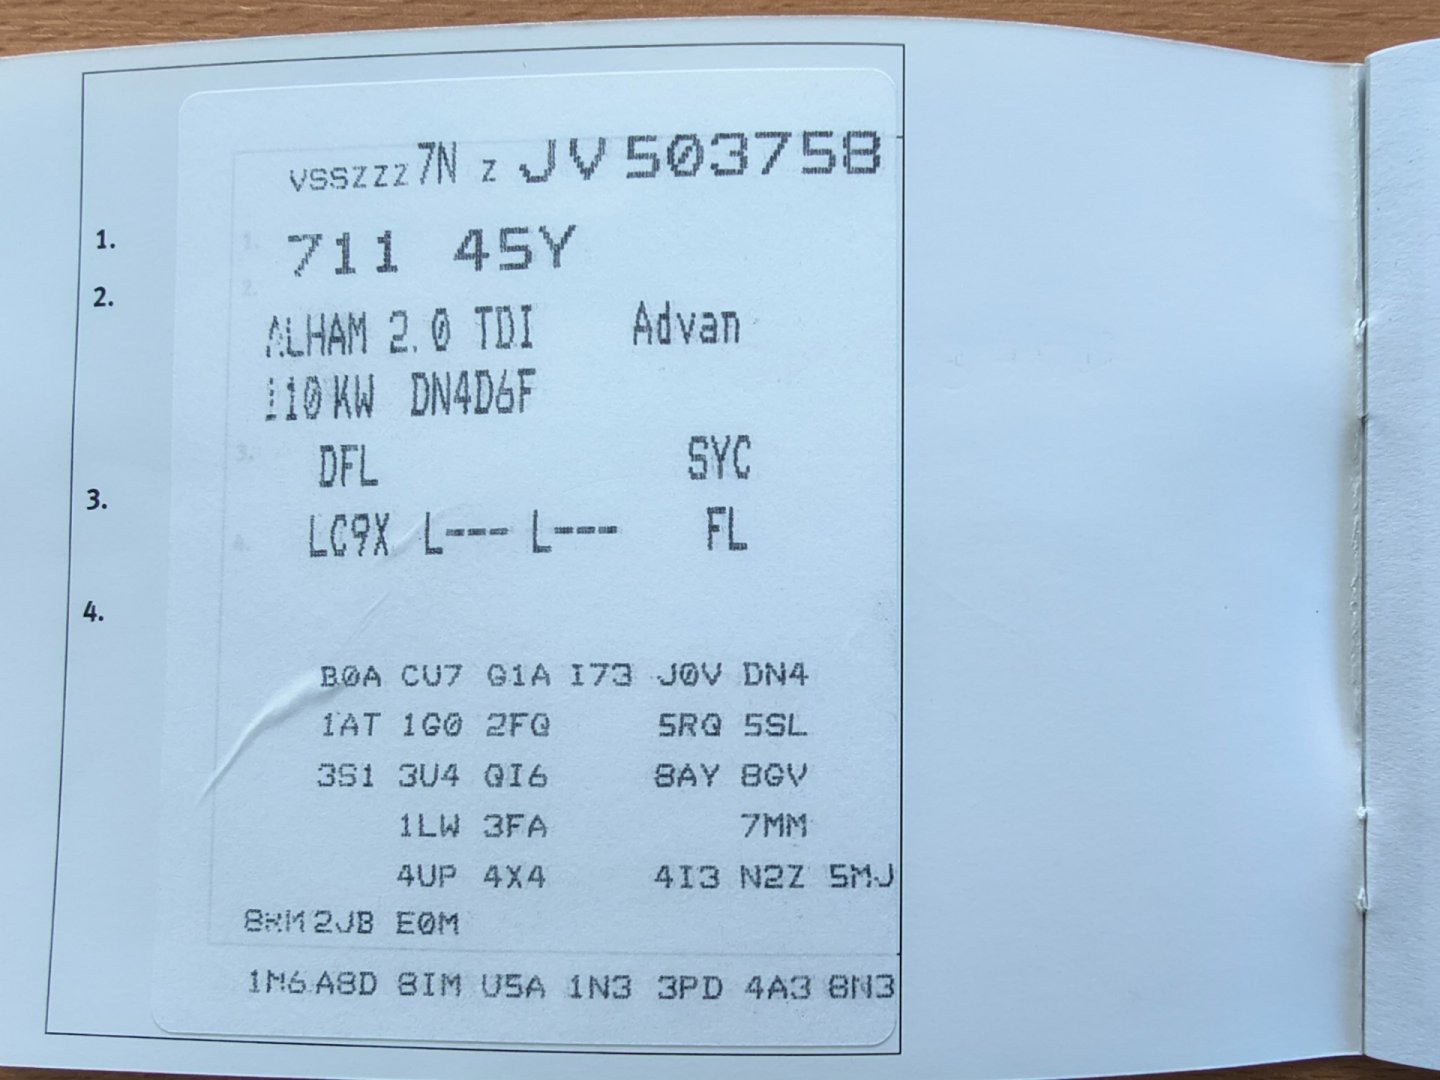 VSSZZZ7N Z JV503758
1.
711 45Y
2.
ALHAM 2.0 TDI Advan
110 KW DN4D6F
DFL SYC
3.
LC9X L--- L--- FL
4.
B0A CU7 G1A I73 J0V DN4
1AT 1G0 2FQ 5RQ 5SL
3S1 3U4 QI6 8AY 8GV
1LW 3FA 7MM
4UP 4X4 4I3 N2Z 5MJ
8RM 2JB E0M
1M6 A8D 8IM U5A 1N3 3PD 4A3 8N3